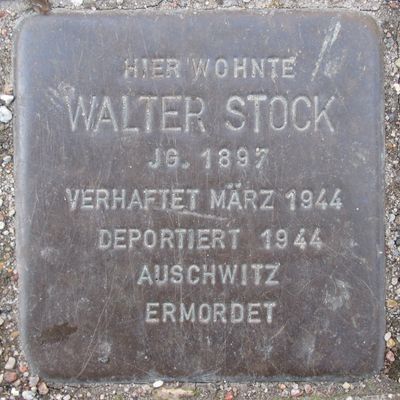 HIER WOHNTE
WALTER STOCK
JG. 1897
VERHAFTET MÄRZ 1944
DEPORTIERT 1944
AUSCHWITZ
ERMORDET